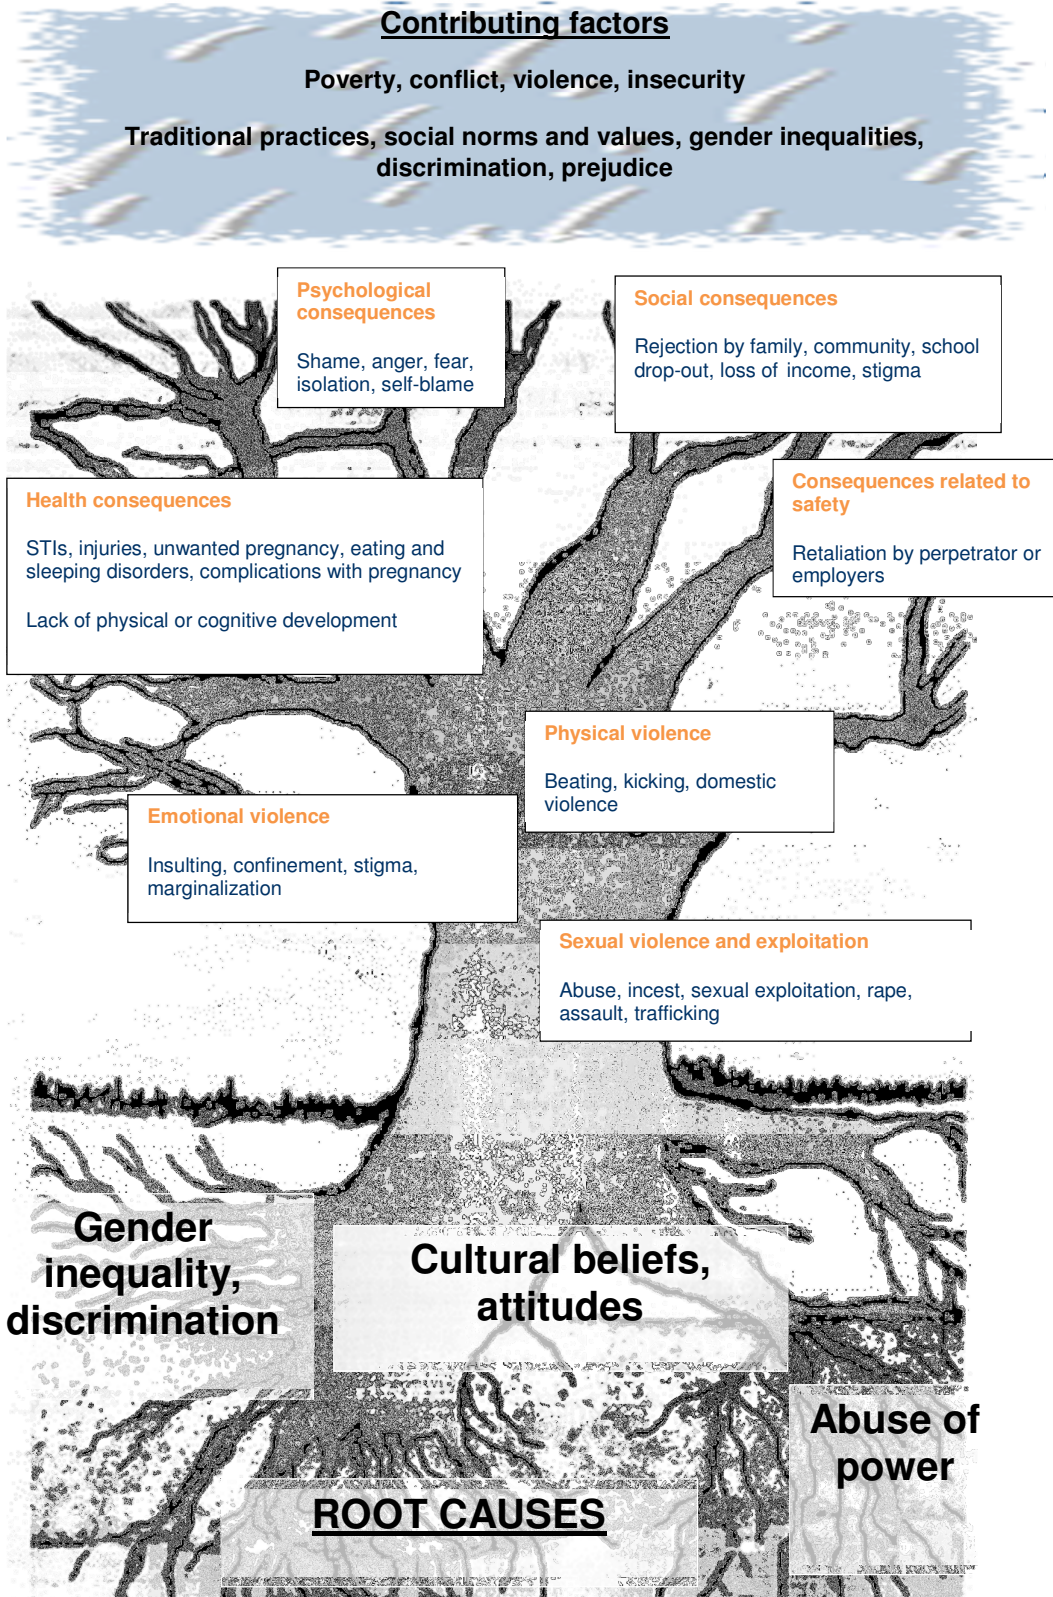 Contributing factors
Poverty, conflict, violence, insecurity
Traditional practices, social norms and values, gender inequalities,
discrimination, prejudice
Psychological
consequences
Shame, anger, fear,
isolation, self-blame
Social consequences
Rejection by family, community, school
drop-out, loss of income, stigma
Health consequences
STIs, injuries, unwanted pregnancy, eating and
sleeping disorders, complications with pregnancy
Lack of physical or cognitive development
Consequences related to
safety
Retaliation by perpetrator or
employers
Physical violence
Beating, kicking, domestic
violence
Emotional violence
Insulting, confinement, stigma,
marginalization
Sexual violence and exploitation
Abuse, incest, sexual exploitation, rape,
assault, trafficking
Gender
inequality,
discrimination
Cultural beliefs,
attitudes
Abuse of
power
ROOT CAUSES